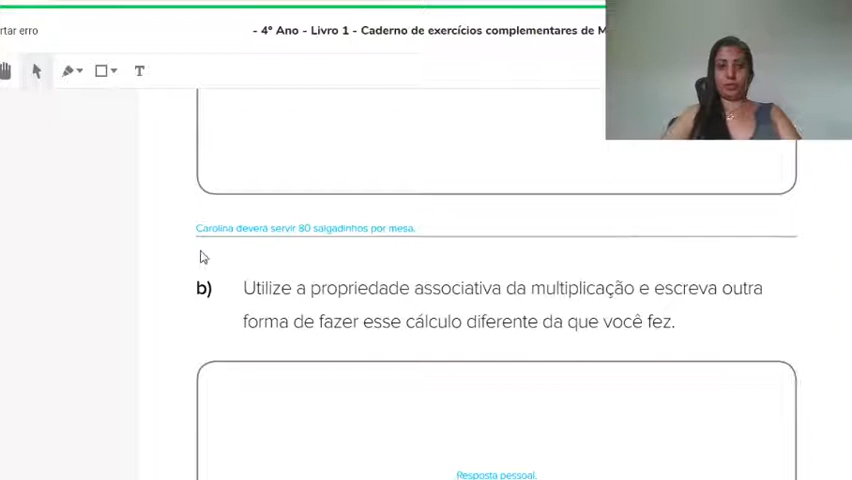 rtar erro
- 4º Ano - Livro 1 - Caderno de exercícios complementares de M
T
Carolina deverá servir 80 salgadinhos por mesa.
b) Utilize a propriedade associativa da multiplicação e escreva outra
forma de fazer esse cálculo diferente da que você fez.
Resposta pessoal.